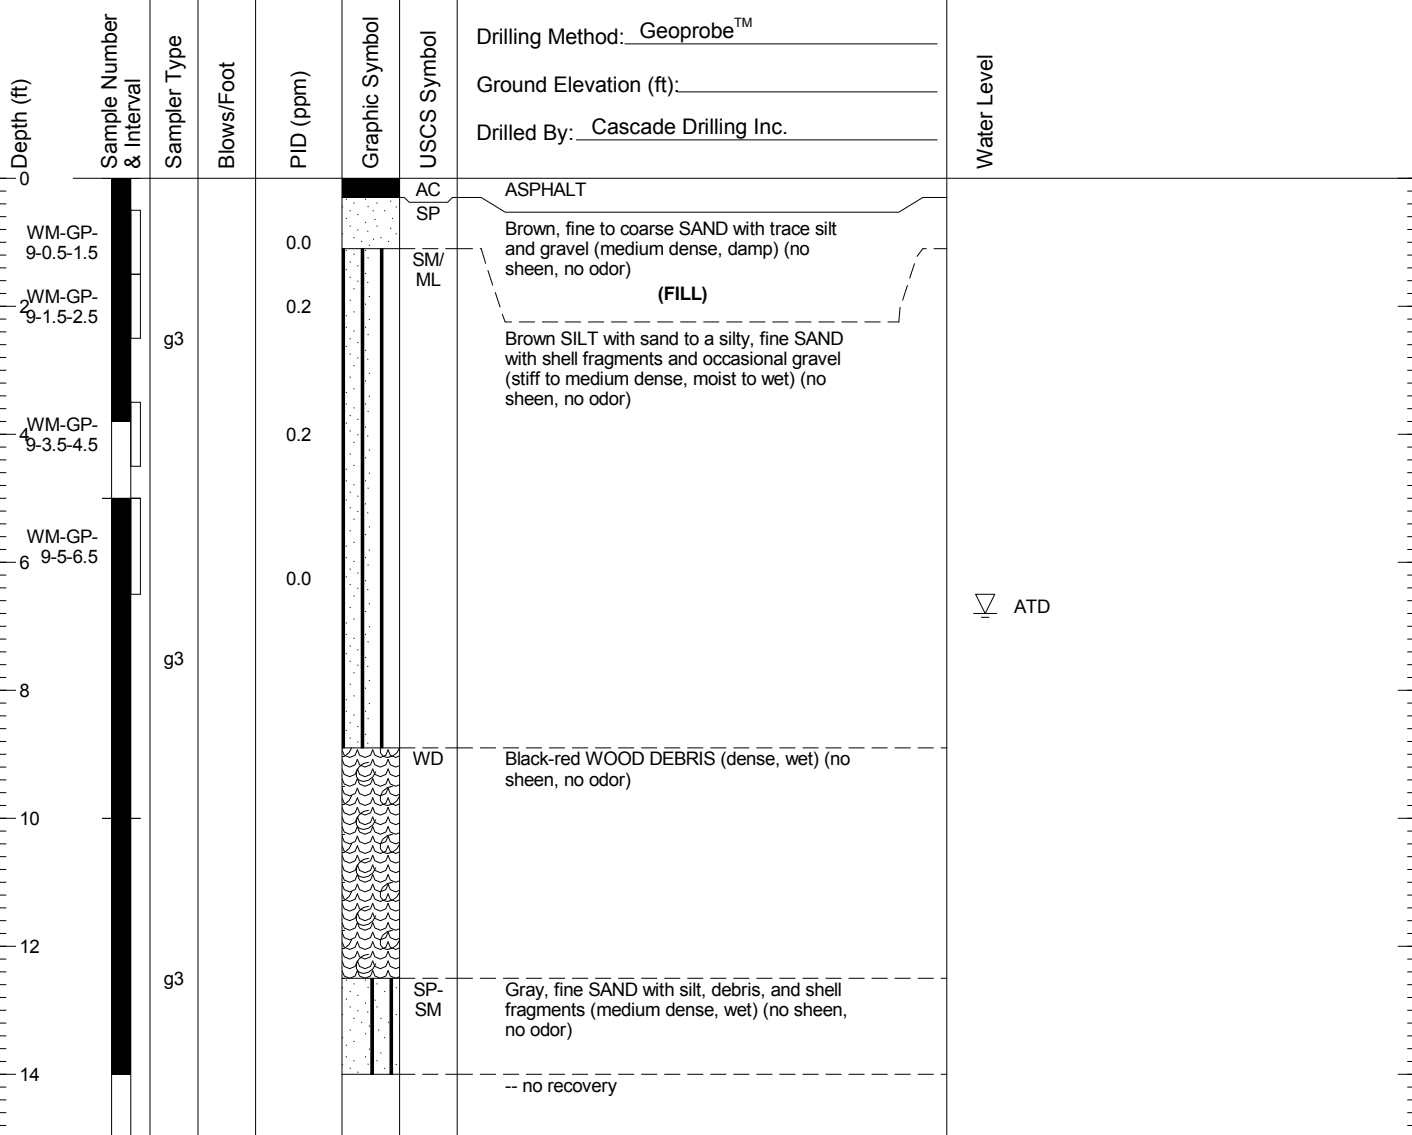 Depth (ft)
Sample Number
& Interval
Sampler Type
Blows/Foot
PID (ppm)
Graphic Symbol
USCS Symbol
Drilling Method: Geoprobe™
Ground Elevation (ft):
Drilled By: Cascade Drilling Inc.
Water Level
0
AC
ASPHALT
SP
WM-GP-
9-0.5-1.5
0.0
Brown, fine to coarse SAND with trace silt
and gravel (medium dense, damp) (no
sheen, no odor)
(FILL)
SM/
ML
2
WM-GP-
9-1.5-2.5
0.2
g3
Brown SILT with sand to a silty, fine SAND
with shell fragments and occasional gravel
(stiff to medium dense, moist to wet) (no
sheen, no odor)
4
WM-GP-
9-3.5-4.5
0.2
WM-GP-
9-5-6.5
6
0.0
ATD
g3
8
WD
Black-red WOOD DEBRIS (dense, wet) (no
sheen, no odor)
10
12
g3
SP-
SM
Gray, fine SAND with silt, debris, and shell
fragments (medium dense, wet) (no sheen,
no odor)
14
-- no recovery